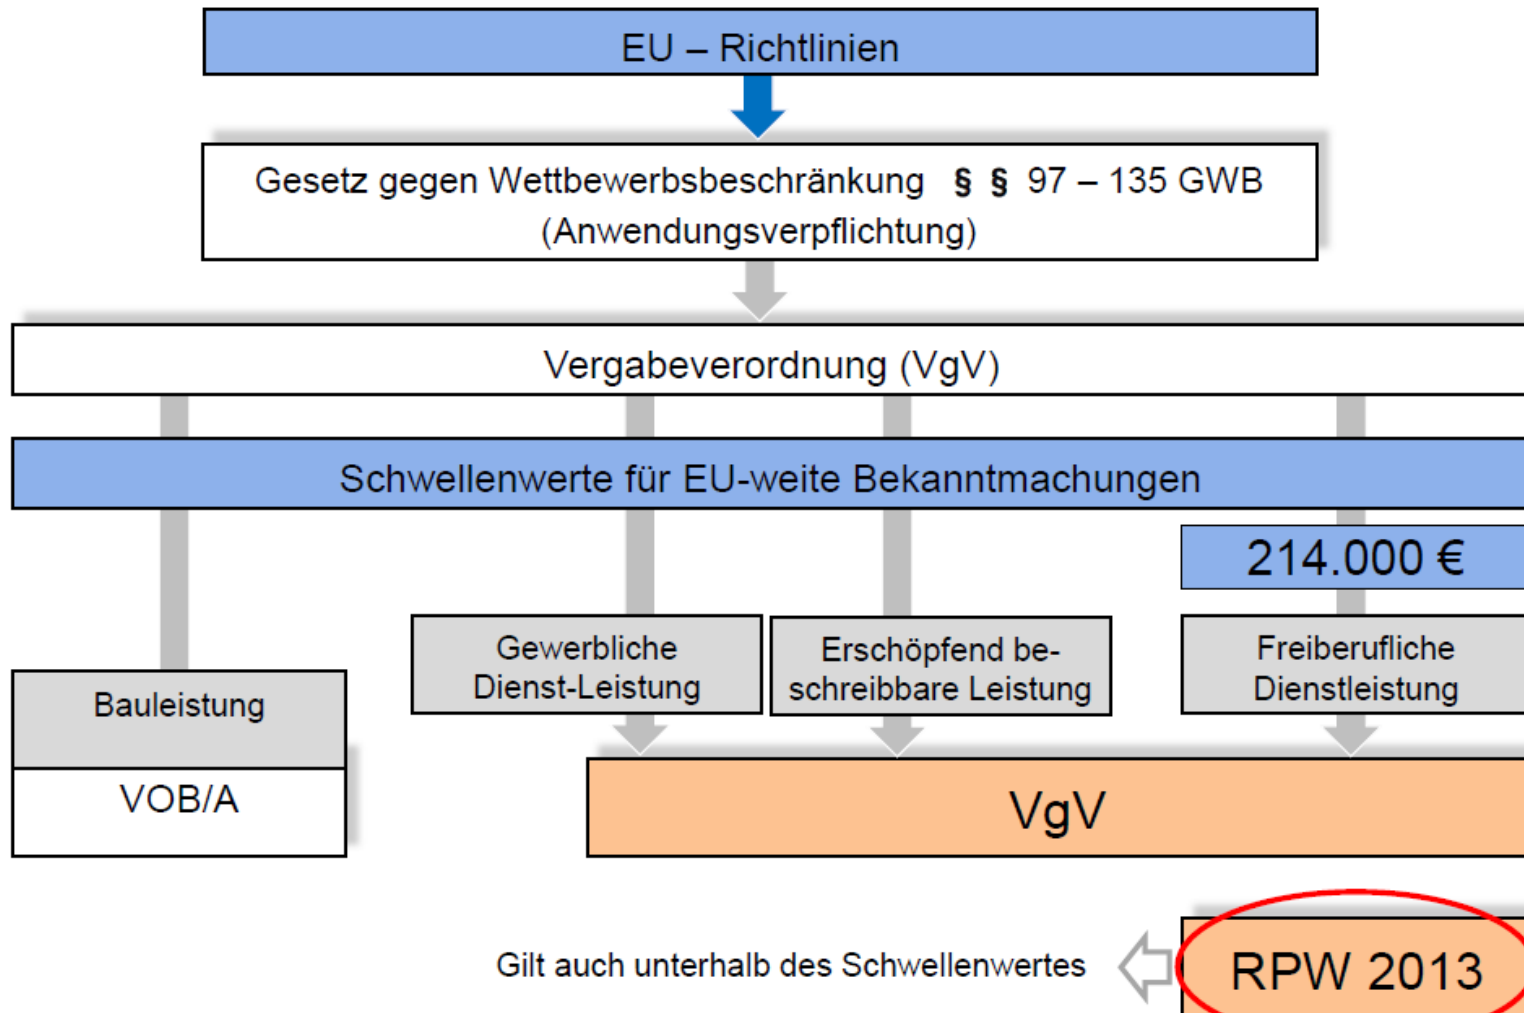 EU – Richtlinien
Gesetz gegen Wettbewerbsbeschränkung § § 97 – 135 GWB
(Anwendungsverpflichtung)
Vergabeverordnung (VgV)
Schwellenwerte für EU-weite Bekanntmachungen
214.000 €
Gewerbliche
Dienst-Leistung
Erschöpfend be-
schreibbare Leistung
Freiberufliche
Dienstleistung
Bauleistung
VOB/A
VgV
Gilt auch unterhalb des Schwellenwertes
RPW 2013